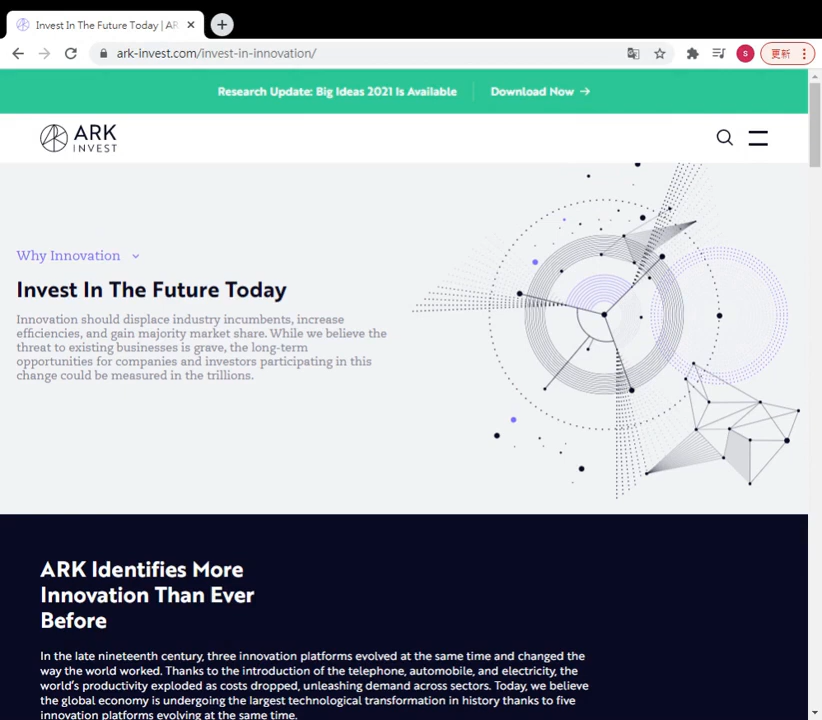 Invest In The Future Today | AR
ark-invest.com/invest-in-innovation/
S
更新
Research Update: Big Ideas 2021 Is Available
Download Now →
ARK
INVEST
Why Innovation
Invest In The Future Today
Innovation should displace industry incumbents, increase
efficiencies, and gain majority market share. While we believe the
threat to existing businesses is grave, the long-term
opportunities for companies and investors participating in this
change could be measured in the trillions.
ARK Identifies More
Innovation Than Ever
Before
In the late nineteenth century, three innovation platforms evolved at the same time and changed the
way the world worked. Thanks to the introduction of the telephone, automobile, and electricity, the
world's productivity exploded as costs dropped, unleashing demand across sectors. Today, we believe
the global economy is undergoing the largest technological transformation in history thanks to five
innovation platforms evolving at the same time.